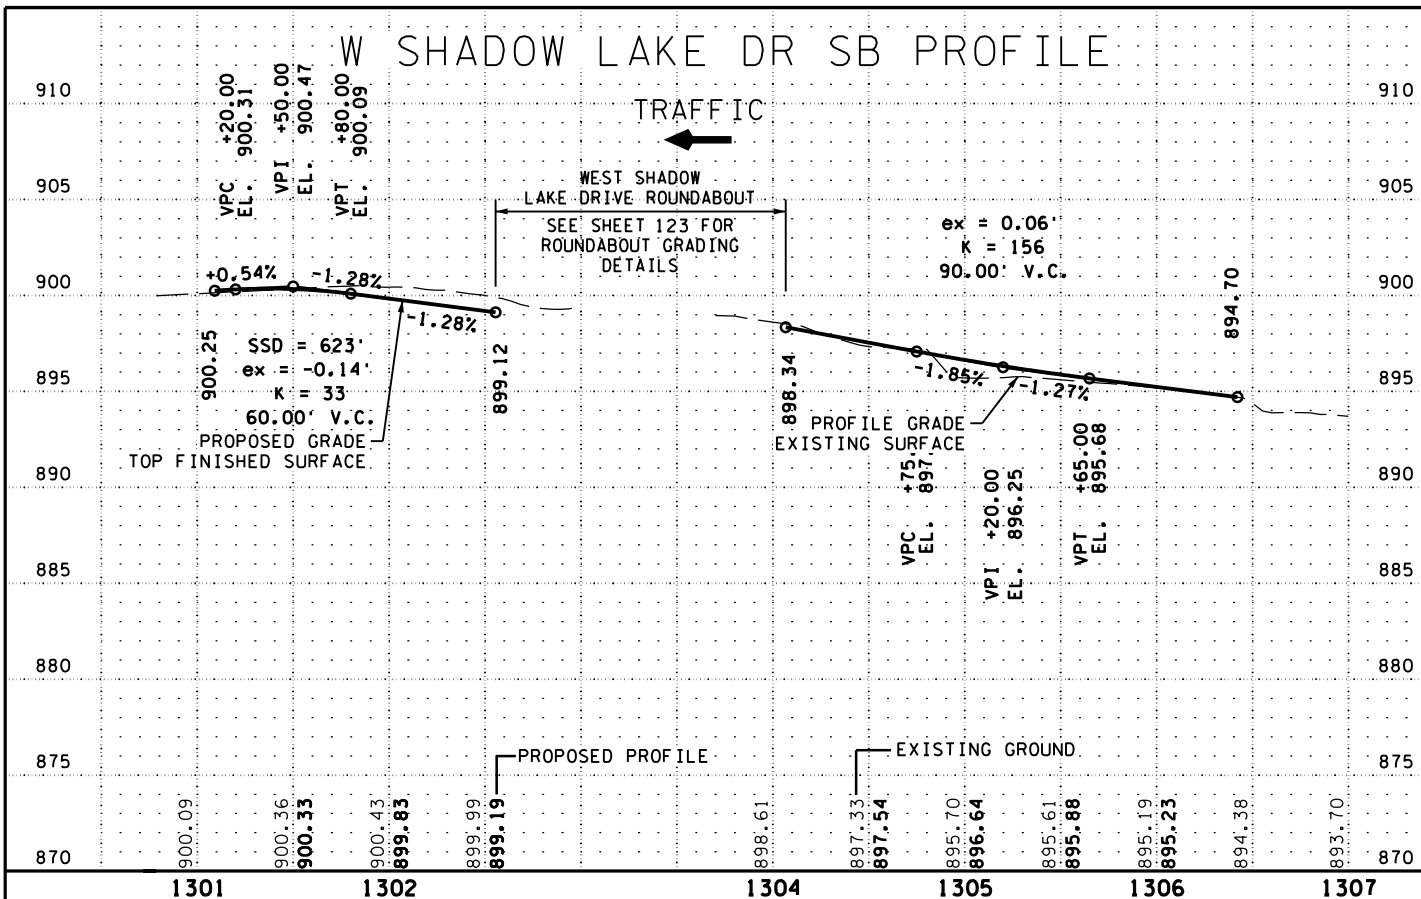 W SHADOW LAKE DR SB PROFILE
TRAFFIC
910
905
900
895
890
885
880
875
870
910
905
900
895
890
885
880
875
870
VPC +20.00
EL. 900.31
VPI +50.00
EL. 900.47
VPT +80.00
EL. 900.09
WEST SHADOW
LAKE DRIVE ROUNDABOUT
SEE SHEET 123 FOR
ROUNDABOUT GRADING
DETAILS
ex = 0.06'
K = 156
90.00' V.C.
+0.54%
-1.28%
-1.28%
900.25
SSD = 623'
ex = -0.14'
K = 33
60.00' V.C.
PROPOSED GRADE
TOP FINISHED SURFACE
899.12
898.34
-1.85%
-1.27%
894.70
PROFILE GRADE
EXISTING SURFACE
VPC +75.
EL. 897.
VPI +20.00
EL. 896.25
VPT +65.00
EL. 895.68
PROPOSED PROFILE
EXISTING GROUND
900.09
900.36
900.33
900.43
899.83
899.99
899.19
898.61
897.33
897.54
895.70
896.64
895.61
895.88
895.19
895.23
894.38
893.70
1301
1302
1304
1305
1306
1307